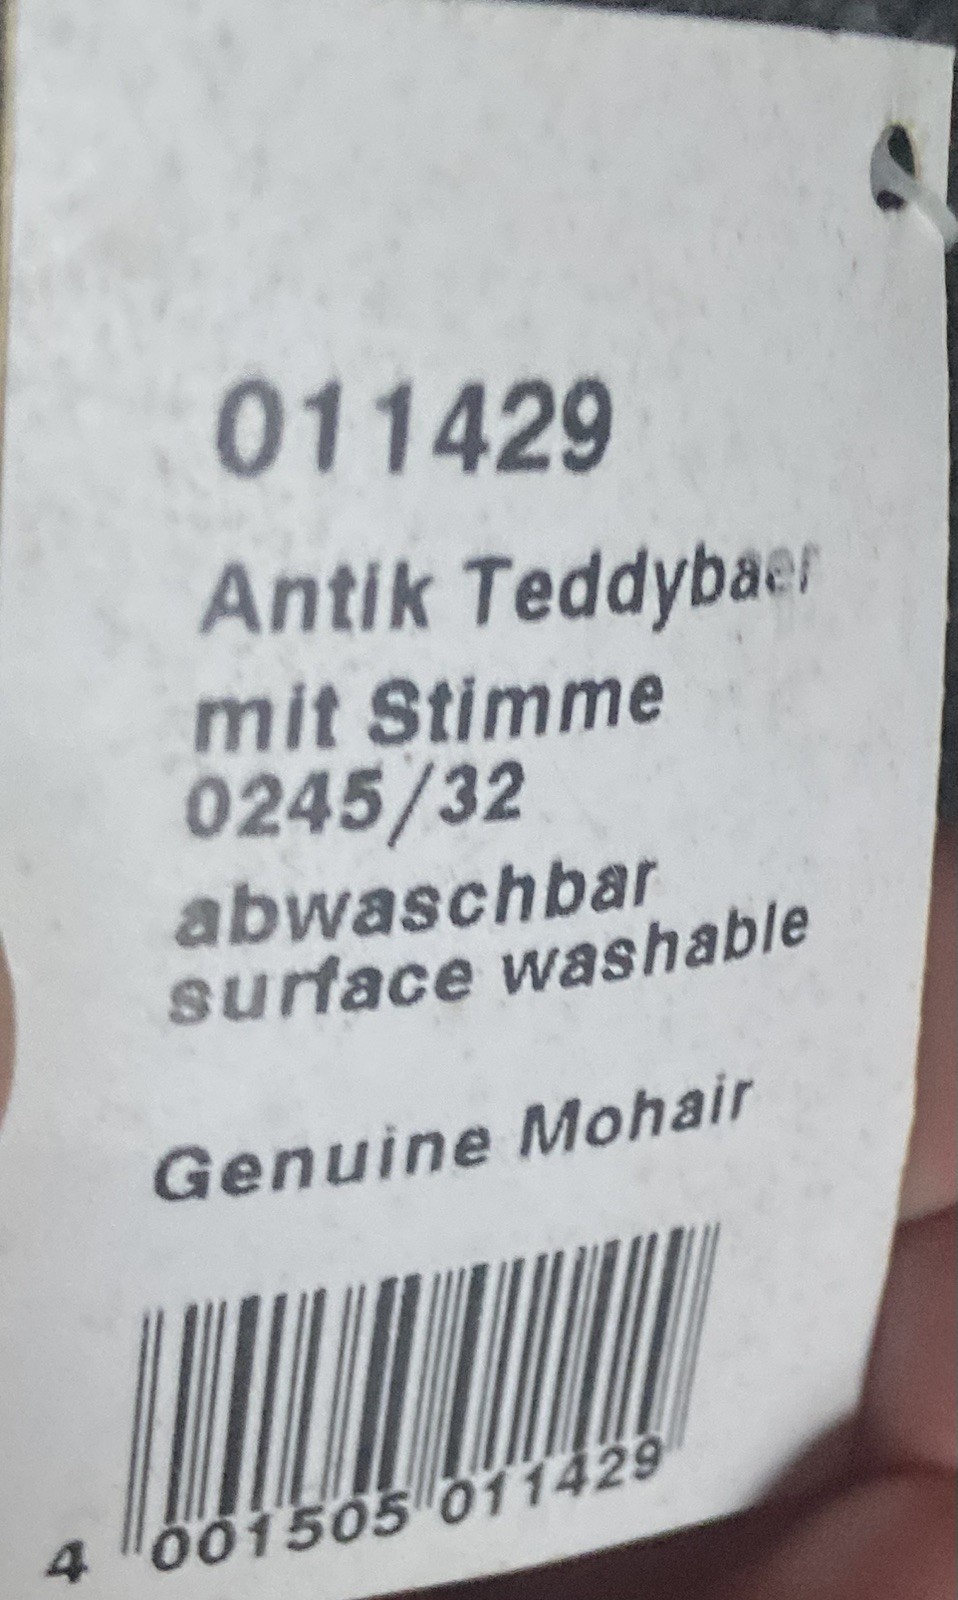 011429
Antik Teddybaer
mit Stimme
0245/32
abwaschbar
surface washable
Genuine Mohair
4 001505 011429